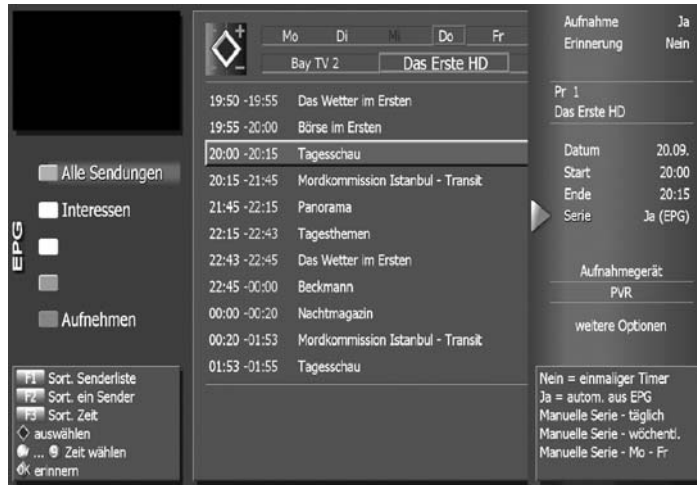 Mo Di Mi Do Fr
Bay TV 2 Das Erste HD
19:50 -19:55 Das Wetter im Ersten
19:55 -20:00 Börse im Ersten
20:00 -20:15 Tagesschau
20:15 -21:45 Mordkommission Istanbul - Transit
21:45 -22:15 Panorama
22:15 -22:43 Tagesthemen
22:43 -22:45 Das Wetter im Ersten
22:45 -00:00 Beckmann
00:00 -00:20 Nachtmagazin
00:20 -01:53 Mordkommission Istanbul - Transit
01:53 -01:55 Tagesschau
EPG
Alle Sendungen
Interessen
Aufnehmen
F1 Sort. Senderliste
F2 Sort. ein Sender
F3 Sort. Zeit
auswählen
... 9 Zeit wählen
OK erinnern
Aufnahme Ja
Erinnerung Nein
Pr 1
Das Erste HD
Datum 20.09.
Start 20:00
Ende 20:15
Serie Ja (EPG)
Aufnahmegerät
PVR
weitere Optionen
Nein = einmaliger Timer
Ja = autom. aus EPG
Manuelle Serie - täglich
Manuelle Serie - wöchentl.
Manuelle Serie - Mo - Fr